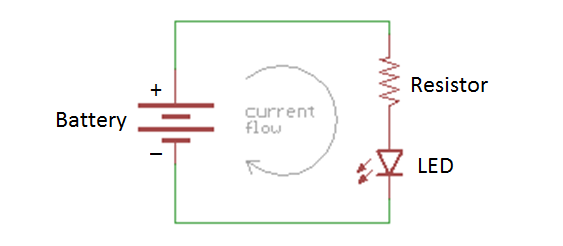 +
Battery
–
current
flow
Resistor
LED